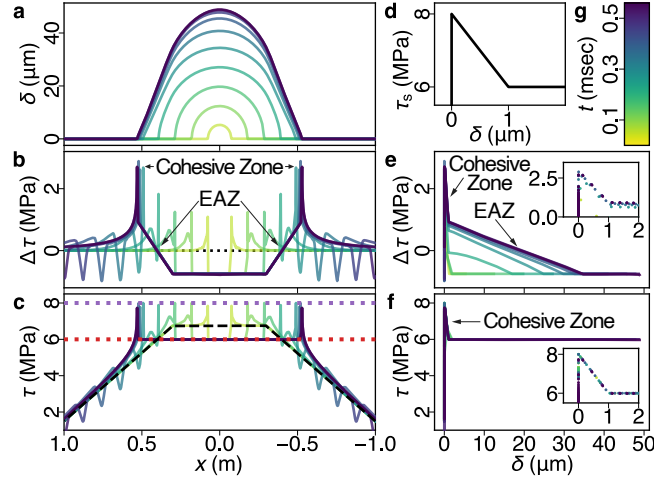 a
40
20
0
δ (μm)
d
8
6
τs (MPa)
0
1
δ (μm)
g
0.5
0.3
0.1
t (msec)
b
2
0
Δτ (MPa)
Cohesive Zone
EAZ
e
2
0
Δτ (MPa)
Cohesive
Zone
EAZ
2.5
0.0
0 1 2
c
8
6
4
2
τ (MPa)
1.0 0.5 0.0 −0.5 −1.0
x (m)
f
8
6
4
2
τ (MPa)
Cohesive Zone
8
6
0 1 2
0 10 20 30 40 50
δ (μm)